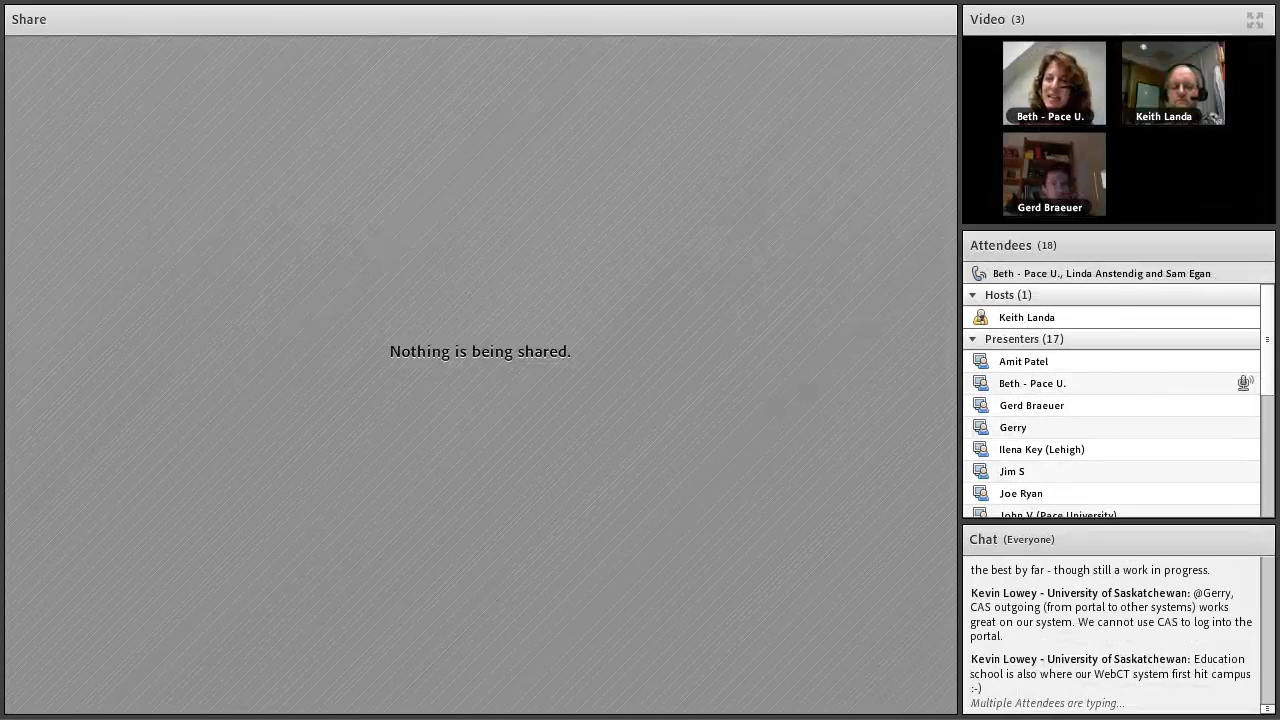 Share
Nothing is being shared.
Video (3)
Beth - Pace U.
Keith Landa
Gerd Braeuer
Attendees (18)
Beth - Pace U., Linda Anstendig and Sam Egan
Hosts (1)
Keith Landa
Presenters (17)
Amit Patel
Beth - Pace U.
Gerd Braeuer
Gerry
Ilena Key (Lehigh)
Jim S
Joe Ryan
John V (Pace University)
Chat (Everyone)
the best by far - though still a work in progress.
Kevin Lowey - University of Saskatchewan: @Gerry,
CAS outgoing (from portal to other systems) works
great on our system. We cannot use CAS to log into the
portal.
Kevin Lowey - University of Saskatchewan: Education
school is also where our WebCT system first hit campus
:-)
Multiple Attendees are typing...